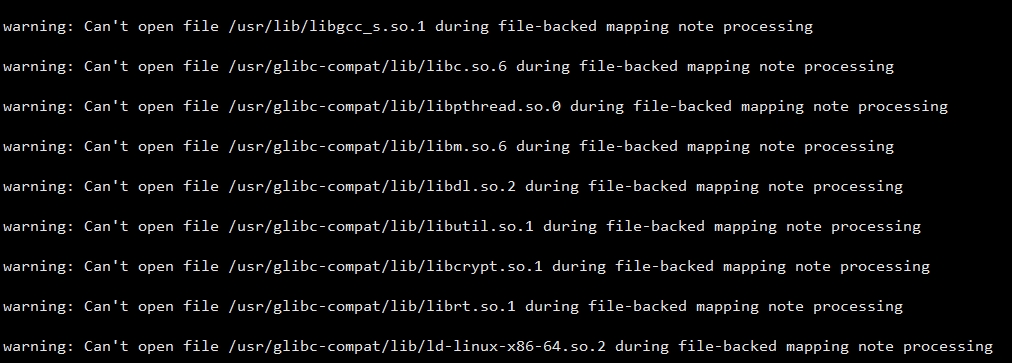 warning: Can't open file /usr/lib/libgcc_s.so.1 during file-backed mapping note processing
warning: Can't open file /usr/glibc-compat/lib/libc.so.6 during file-backed mapping note processing
warning: Can't open file /usr/glibc-compat/lib/libpthread.so.0 during file-backed mapping note processing
warning: Can't open file /usr/glibc-compat/lib/libm.so.6 during file-backed mapping note processing
warning: Can't open file /usr/glibc-compat/lib/libdl.so.2 during file-backed mapping note processing
warning: Can't open file /usr/glibc-compat/lib/libutil.so.1 during file-backed mapping note processing
warning: Can't open file /usr/glibc-compat/lib/libcrypt.so.1 during file-backed mapping note processing
warning: Can't open file /usr/glibc-compat/lib/librt.so.1 during file-backed mapping note processing
warning: Can't open file /usr/glibc-compat/lib/ld-linux-x86-64.so.2 during file-backed mapping note processing